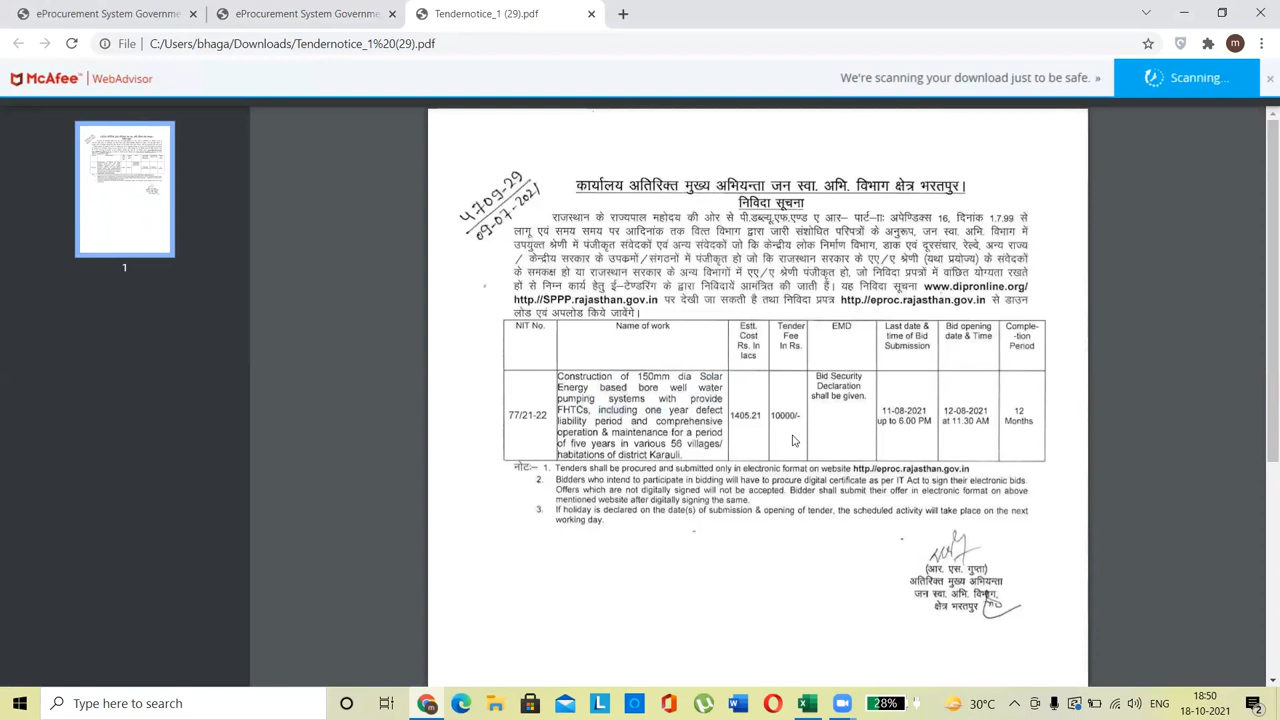 eProcurement System Governme
eProcurement System Governme
Tendernotice_1 (29).pdf
File
C:/Users/bhaga/Downloads/Tendernotice_1%20(29).pdf
m
McAfee™ | WebAdvisor
We're scanning your download just to be safe. »
Scanning...
1
4709-29
09-07-2021
कार्यालय अतिरिक्त मुख्य अभियन्ता जन स्वा. अभि. विभाग क्षेत्र भरतपुर।
निविदा सूचना
राजस्थान के राज्यपाल महोदय की ओर से पी.डब्ल्यू.एफ.एण्ड ए आर– पार्ट–ाः अपेण्डिक्स 16, दिनांक 1.7.99 से
लागू एवं समय समय पर आदिनांक तक वित्त विभाग द्वारा जारी संशोधित परिपत्रों के अनुरूप, जन स्वा. अभि. विभाग में
उपयुक्त श्रेणी में पंजीकृत संवेदकों एवं अन्य संवेदकों जो कि केन्द्रीय लोक निर्माण विभाग, डाक एवं दूरसंचार, रेल्वे, अन्य राज्य
/ केन्द्रीय सरकार के उपक्रमों/संगठनों में पंजीकृत हो जो कि राजस्थान सरकार के एए/ए श्रेणी (यथा प्रयोज्य) के संवेदकों
के समकक्ष हो या राजस्थान सरकार के अन्य विभागों में एए/ए श्रेणी पंजीकृत हो, जो निविदा प्रपत्रों में वांछित योग्यता रखते
हो से निम्न कार्य हेतु ई–टेण्डरिंग के द्वारा निविदायें आमंत्रित की जाती है। यह निविदा सूचना www.dipronline.org/
http://SPPP.rajasthan.gov.in पर देखी जा सकती है तथा निविदा प्रपत्र http://eproc.rajasthan.gov.in से डाउन
लोड एवं अपलोड किये जावेंगे।
NIT No.
Name of work
Estt. Cost Rs. In lacs
Tender Fee In Rs.
EMD
Last date & time of Bid Submission
Bid opening date & Time
Comple- -tion Period
77/21-22
Construction of 150mm dia Solar
Energy based bore well water
pumping systems with provide
FHTCs, including one year defect
liability period and comprehensive
operation & maintenance for a period
of five years in various 56 villages/
habitations of district Karauli.
1405.21
10000/-
Bid Security
Declaration
shall be given.
11-08-2021
up to 6.00 PM
12-08-2021
at 11.30 AM
12
Months
नोटः– 1. Tenders shall be procured and submitted only in electronic format on website http://eproc.rajasthan.gov.in
2. Bidders who intend to participate in bidding will have to procure digital certificate as per IT Act to sign their electronic bids.
Offers which are not digitally signed will not be accepted. Bidder shall submit their offer in electronic format on above
mentioned website after digitally signing the same.
3. If holiday is declared on the date(s) of submission & opening of tender, the scheduled activity will take place on the next
working day.
(आर. एस. गुप्ता)
अतिरिक्त मुख्य अभियन्ता
जन स्वा. अभि. विभाग,
क्षेत्र भरतपुर
Type here to search
28%
30°C
18:50
18-10-2021
2